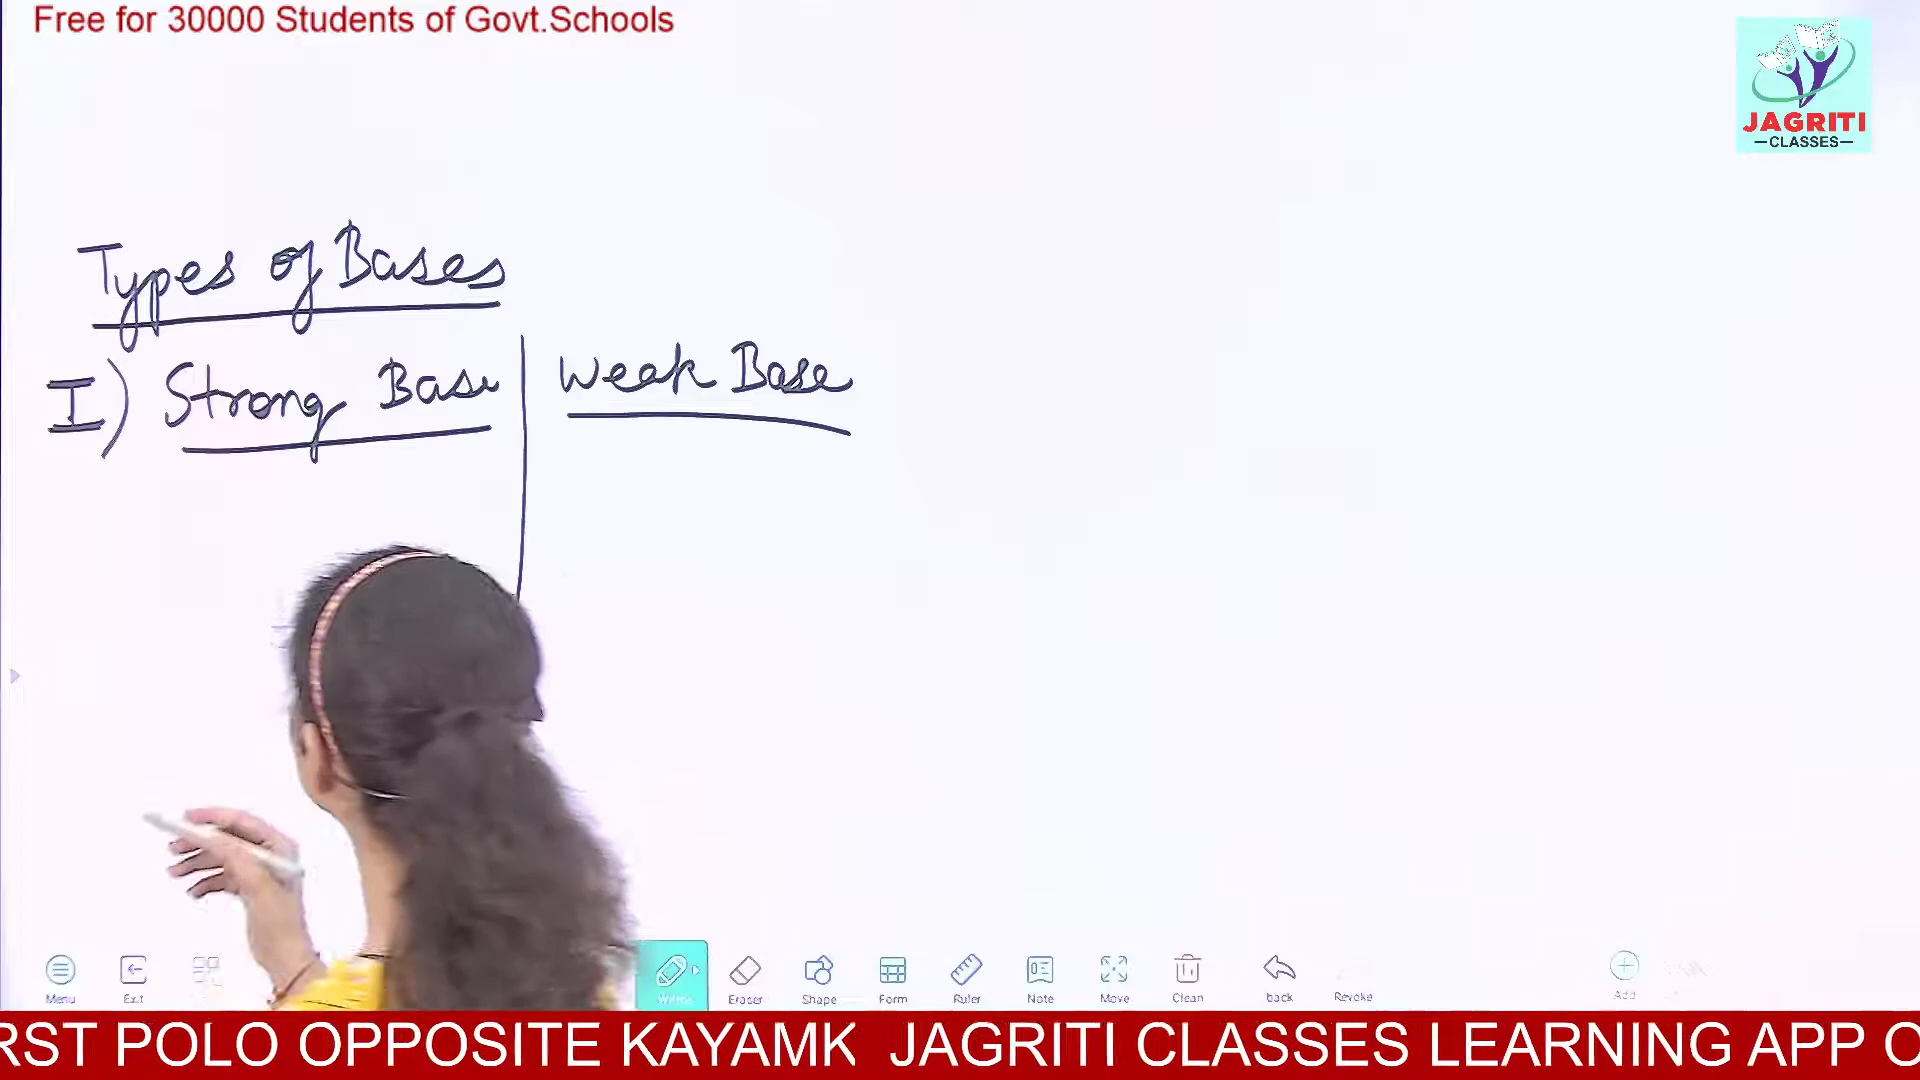 Free for 30000 Students of Govt.Schools
JAGRITI
CLASSES
Types of Bases
I) Strong Base
Weak Base
Menu
Exit
Write
Eraser
Shape
Form
Ruler
Note
Move
Clean
back
Revoke
Add
RST POLO OPPOSITE KAYAMK JAGRITI CLASSES LEARNING APP O